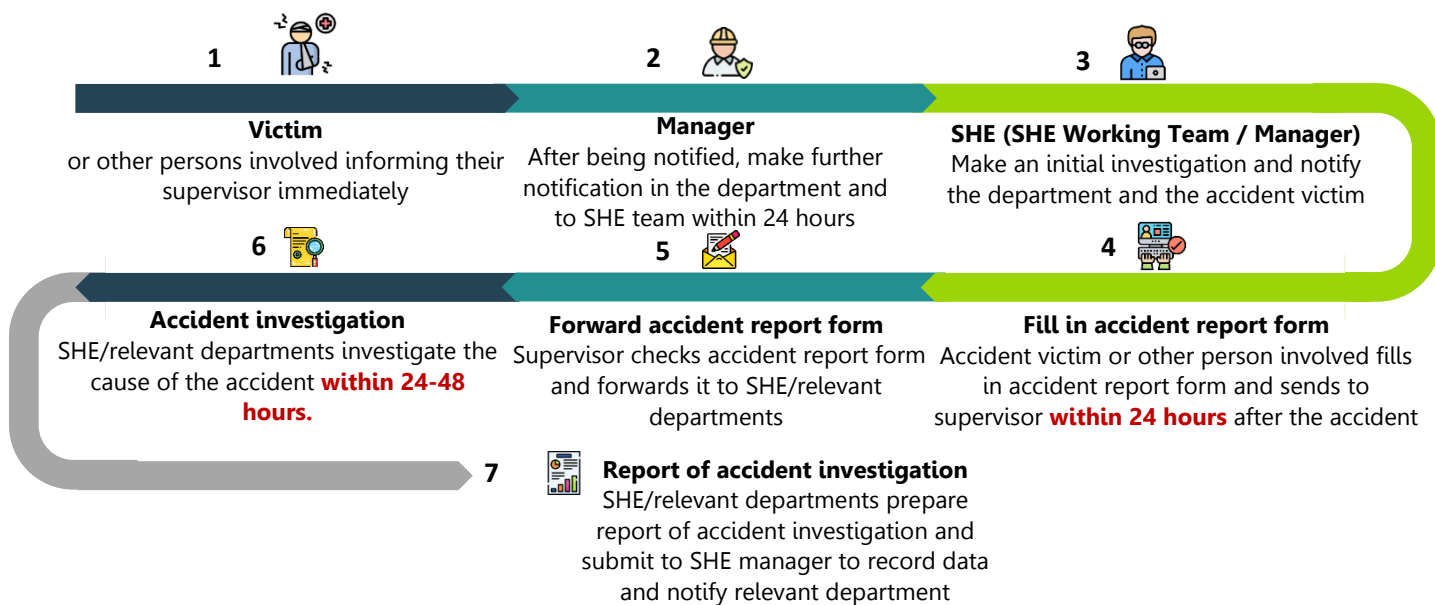 1
Victim
or other persons involved informing their
supervisor immediately
2
Manager
After being notified, make further
notification in the department and
to SHE team within 24 hours
3
SHE (SHE Working Team / Manager)
Make an initial investigation and notify
the department and the accident victim
4
Fill in accident report form
Accident victim or other person involved fills
in accident report form and sends to
supervisor within 24 hours after the accident
5
Forward accident report form
Supervisor checks accident report form
and forwards it to SHE/relevant
departments
6
Accident investigation
SHE/relevant departments investigate the
cause of the accident within 24-48
hours.
7
Report of accident investigation
SHE/relevant departments prepare
report of accident investigation and
submit to SHE manager to record data
and notify relevant department